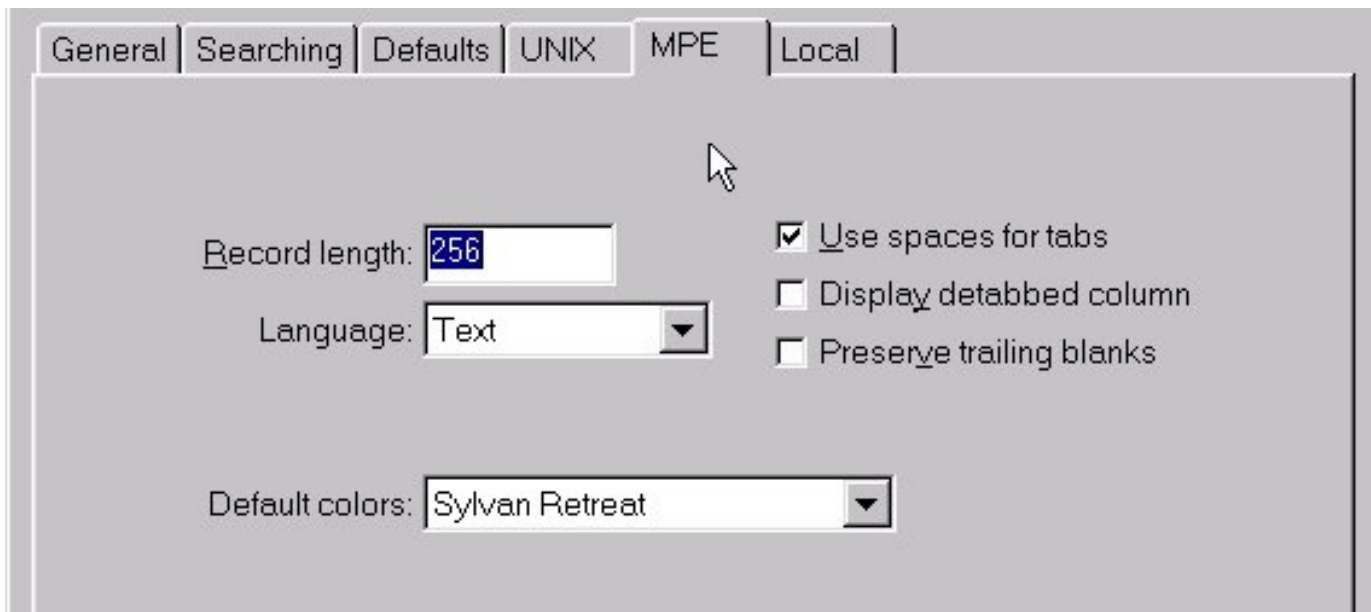 General Searching Defaults UNIX MPE Local
Record length: 256
Use spaces for tabs
Display detabbed column
Language: Text
Preserve trailing blanks
Default colors: Sylvan Retreat